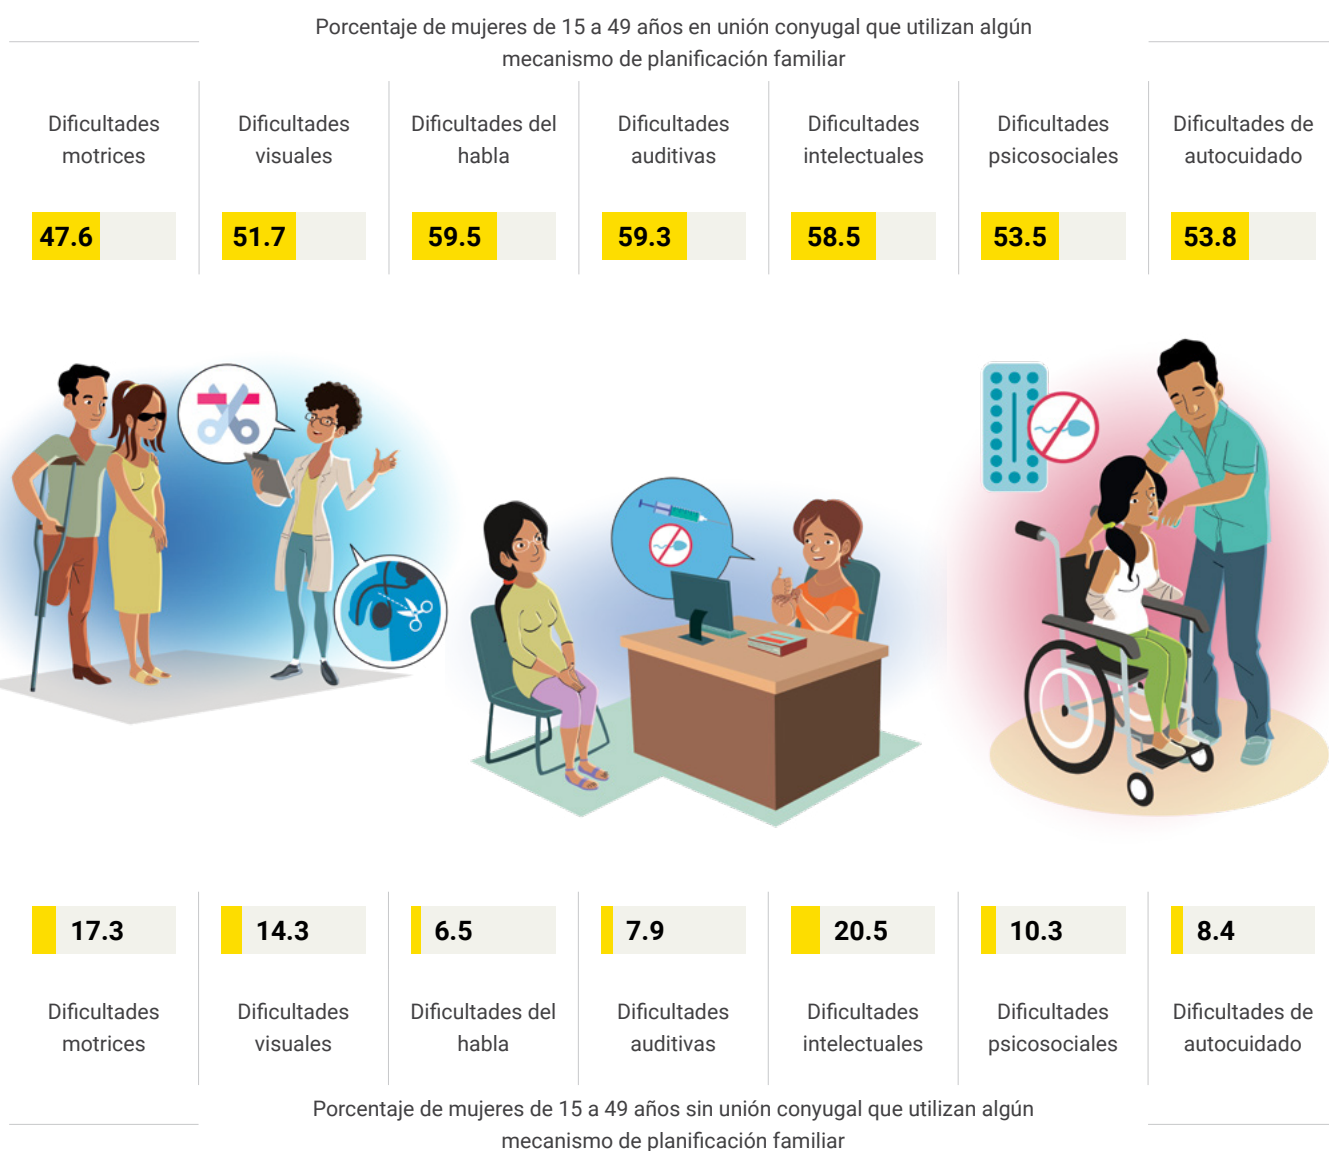 Porcentaje de mujeres de 15 a 49 años en unión conyugal que utilizan algún
mecanismo de planificación familiar
Dificultades
motrices
47.6
Dificultades
visuales
51.7
Dificultades del
habla
59.5
Dificultades
auditivas
59.3
Dificultades
intelectuales
58.5
Dificultades
psicosociales
53.5
Dificultades de
autocuidado
53.8
17.3
Dificultades
motrices
14.3
Dificultades
visuales
6.5
Dificultades del
habla
7.9
Dificultades
auditivas
20.5
Dificultades
intelectuales
10.3
Dificultades
psicosociales
8.4
Dificultades de
autocuidado
Porcentaje de mujeres de 15 a 49 años sin unión conyugal que utilizan algún
mecanismo de planificación familiar